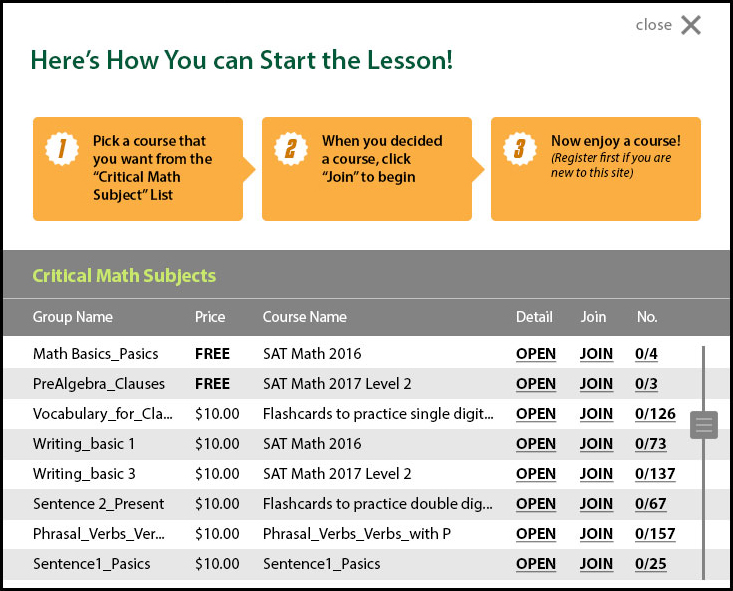 close
Here's How You can Start the Lesson!
1
Pick a course that
you want from the
“Critical Math
Subject” List
2
When you decided
a course, click
“Join” to begin
3
Now enjoy a course!
(Register first if you are
new to this site)
Critical Math Subjects
Group Name Price Course Name Detail Join No.
Math Basics_Pasics FREE SAT Math 2016 OPEN JOIN 0/4
PreAlgebra_Clauses FREE SAT Math 2017 Level 2 OPEN JOIN 0/3
Vocabulary_for_Cla... $10.00 Flashcards to practice single digit... OPEN JOIN 0/126
Writing_basic 1 $10.00 SAT Math 2016 OPEN JOIN 0/73
Writing_basic 3 $10.00 SAT Math 2017 Level 2 OPEN JOIN 0/137
Sentence 2_Present $10.00 Flashcards to practice double dig... OPEN JOIN 0/67
Phrasal_Verbs_Ver... $10.00 Phrasal_Verbs_Verbs_with P OPEN JOIN 0/157
Sentence1_Pasics $10.00 Sentence1_Pasics OPEN JOIN 0/25